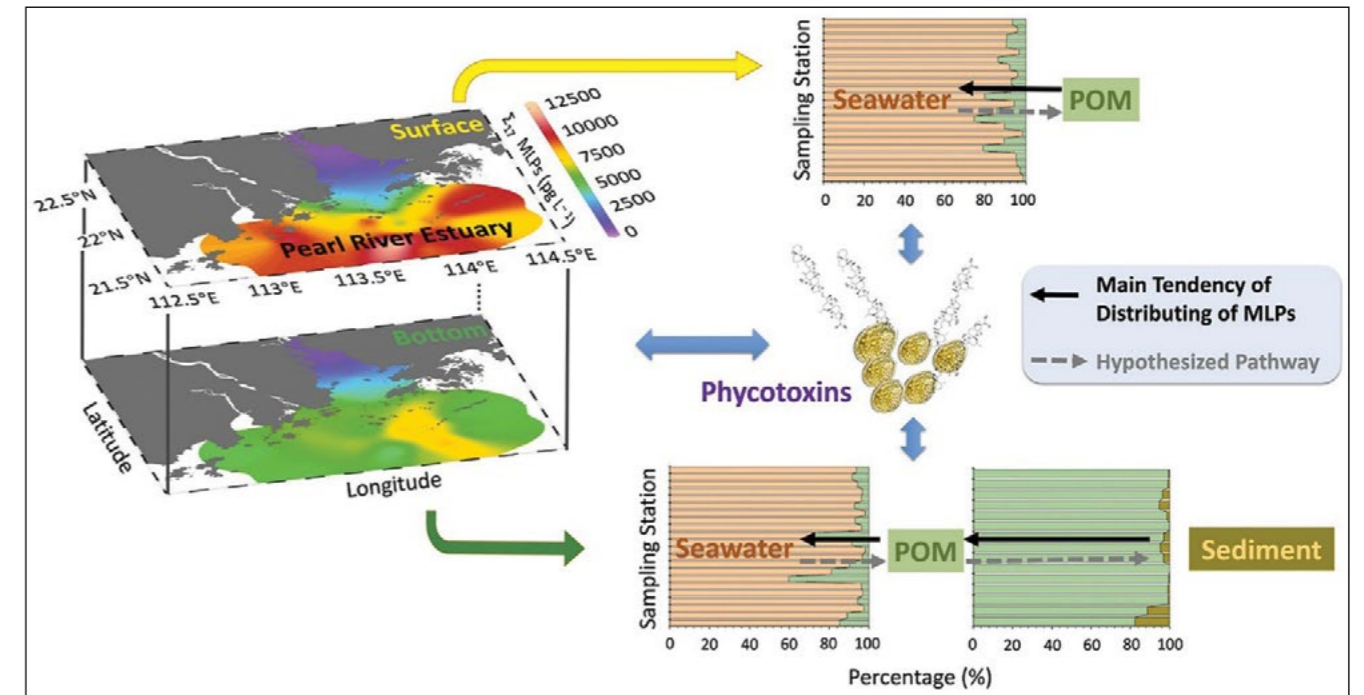 Surface
Σ17 MLPs (pg L⁻¹)
12500
10000
7500
5000
2500
0
22.5°N
22°N
21.5°N
Pearl River Estuary
112.5°E
113°E
113.5°E
114°E
114.5°E
Bottom
Latitude
Longitude
Sampling Station
Seawater
POM
0 20 40 60 80 100
Phycotoxins
Main Tendency of
Distributing of MLPs
Hypothesized Pathway
Sampling Station
Seawater
POM
Sediment
0 20 40 60 80 100
0 20 40 60 80 100
Percentage (%)